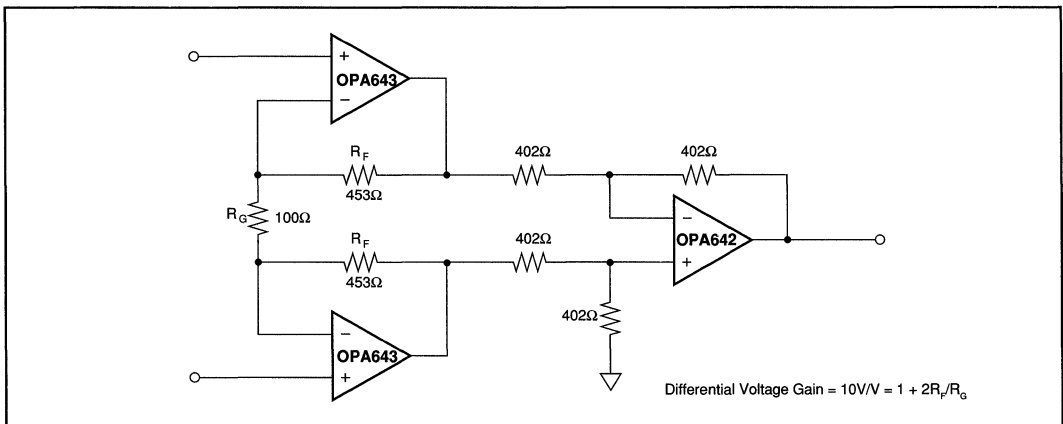 +
OPA643
−
R_F
453Ω
402Ω
402Ω
R_G
100Ω
−
OPA642
+
R_F
453Ω
402Ω
402Ω
−
OPA643
+
Differential Voltage Gain = 10V/V = 1 + 2R_F/R_G